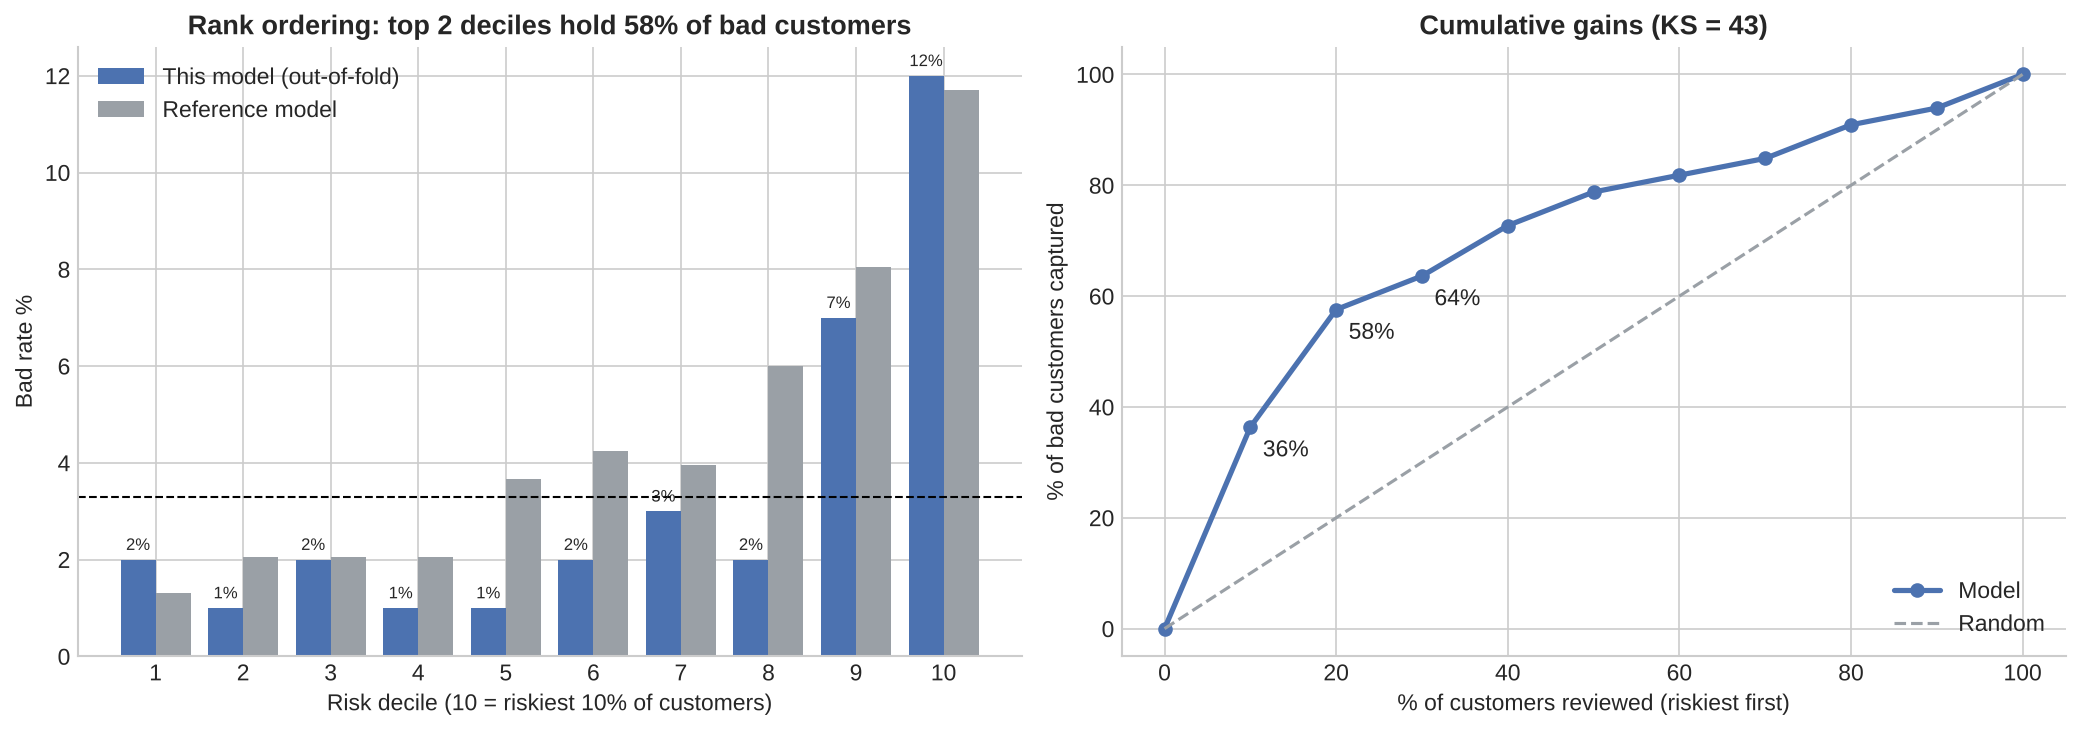 Rank ordering: top 2 deciles hold 58% of bad customers
This model (out-of-fold)
Reference model
Bad rate %
12
10
8
6
4
2
0
2%
1%
2%
1%
1%
2%
3%
2%
7%
12%
1 2 3 4 5 6 7 8 9 10
Risk decile (10 = riskiest 10% of customers)
Cumulative gains (KS = 43)
% of bad customers captured
100
80
60
40
20
0
36%
58%
64%
Model
Random
0 20 40 60 80 100
% of customers reviewed (riskiest first)